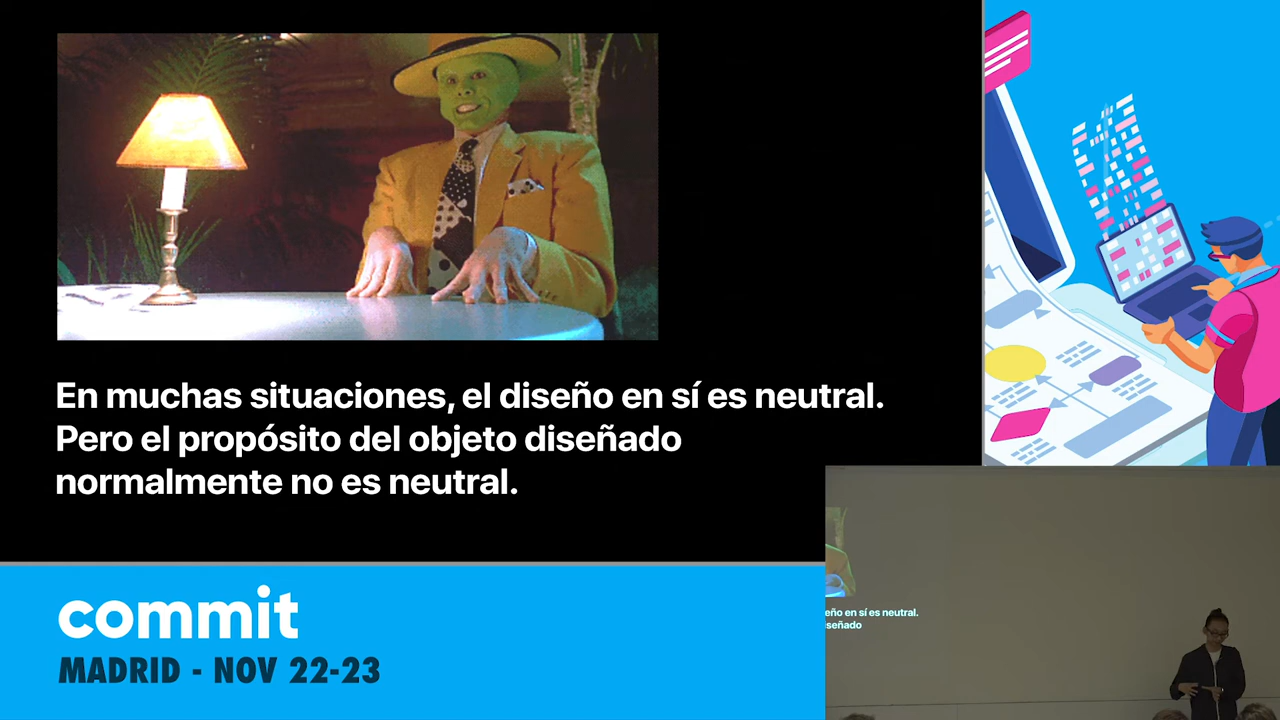 En muchas situaciones, el diseño en sí es neutral.
Pero el propósito del objeto diseñado
normalmente no es neutral.
commit
MADRID - NOV 22-23
eño en sí es neutral.
señado